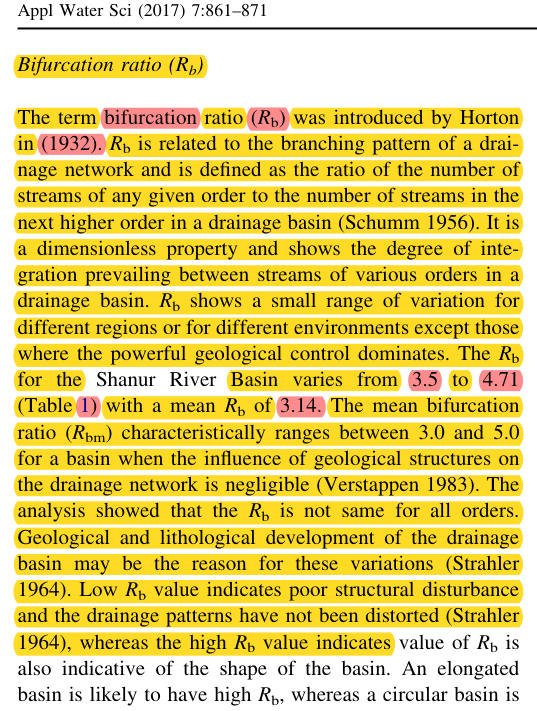 Appl Water Sci (2017) 7:861–871
Bifurcation ratio (Rb)
The term bifurcation ratio (Rb) was introduced by Horton
in (1932). Rb is related to the branching pattern of a drai-
nage network and is defined as the ratio of the number of
streams of any given order to the number of streams in the
next higher order in a drainage basin (Schumm 1956). It is
a dimensionless property and shows the degree of inte-
gration prevailing between streams of various orders in a
drainage basin. Rb shows a small range of variation for
different regions or for different environments except those
where the powerful geological control dominates. The Rb
for the Shanur River Basin varies from 3.5 to 4.71
(Table 1) with a mean Rb of 3.14. The mean bifurcation
ratio (Rbm) characteristically ranges between 3.0 and 5.0
for a basin when the influence of geological structures on
the drainage network is negligible (Verstappen 1983). The
analysis showed that the Rb is not same for all orders.
Geological and lithological development of the drainage
basin may be the reason for these variations (Strahler
1964). Low Rb value indicates poor structural disturbance
and the drainage patterns have not been distorted (Strahler
1964), whereas the high Rb value indicates value of Rb is
also indicative of the shape of the basin. An elongated
basin is likely to have high Rb, whereas a circular basin is